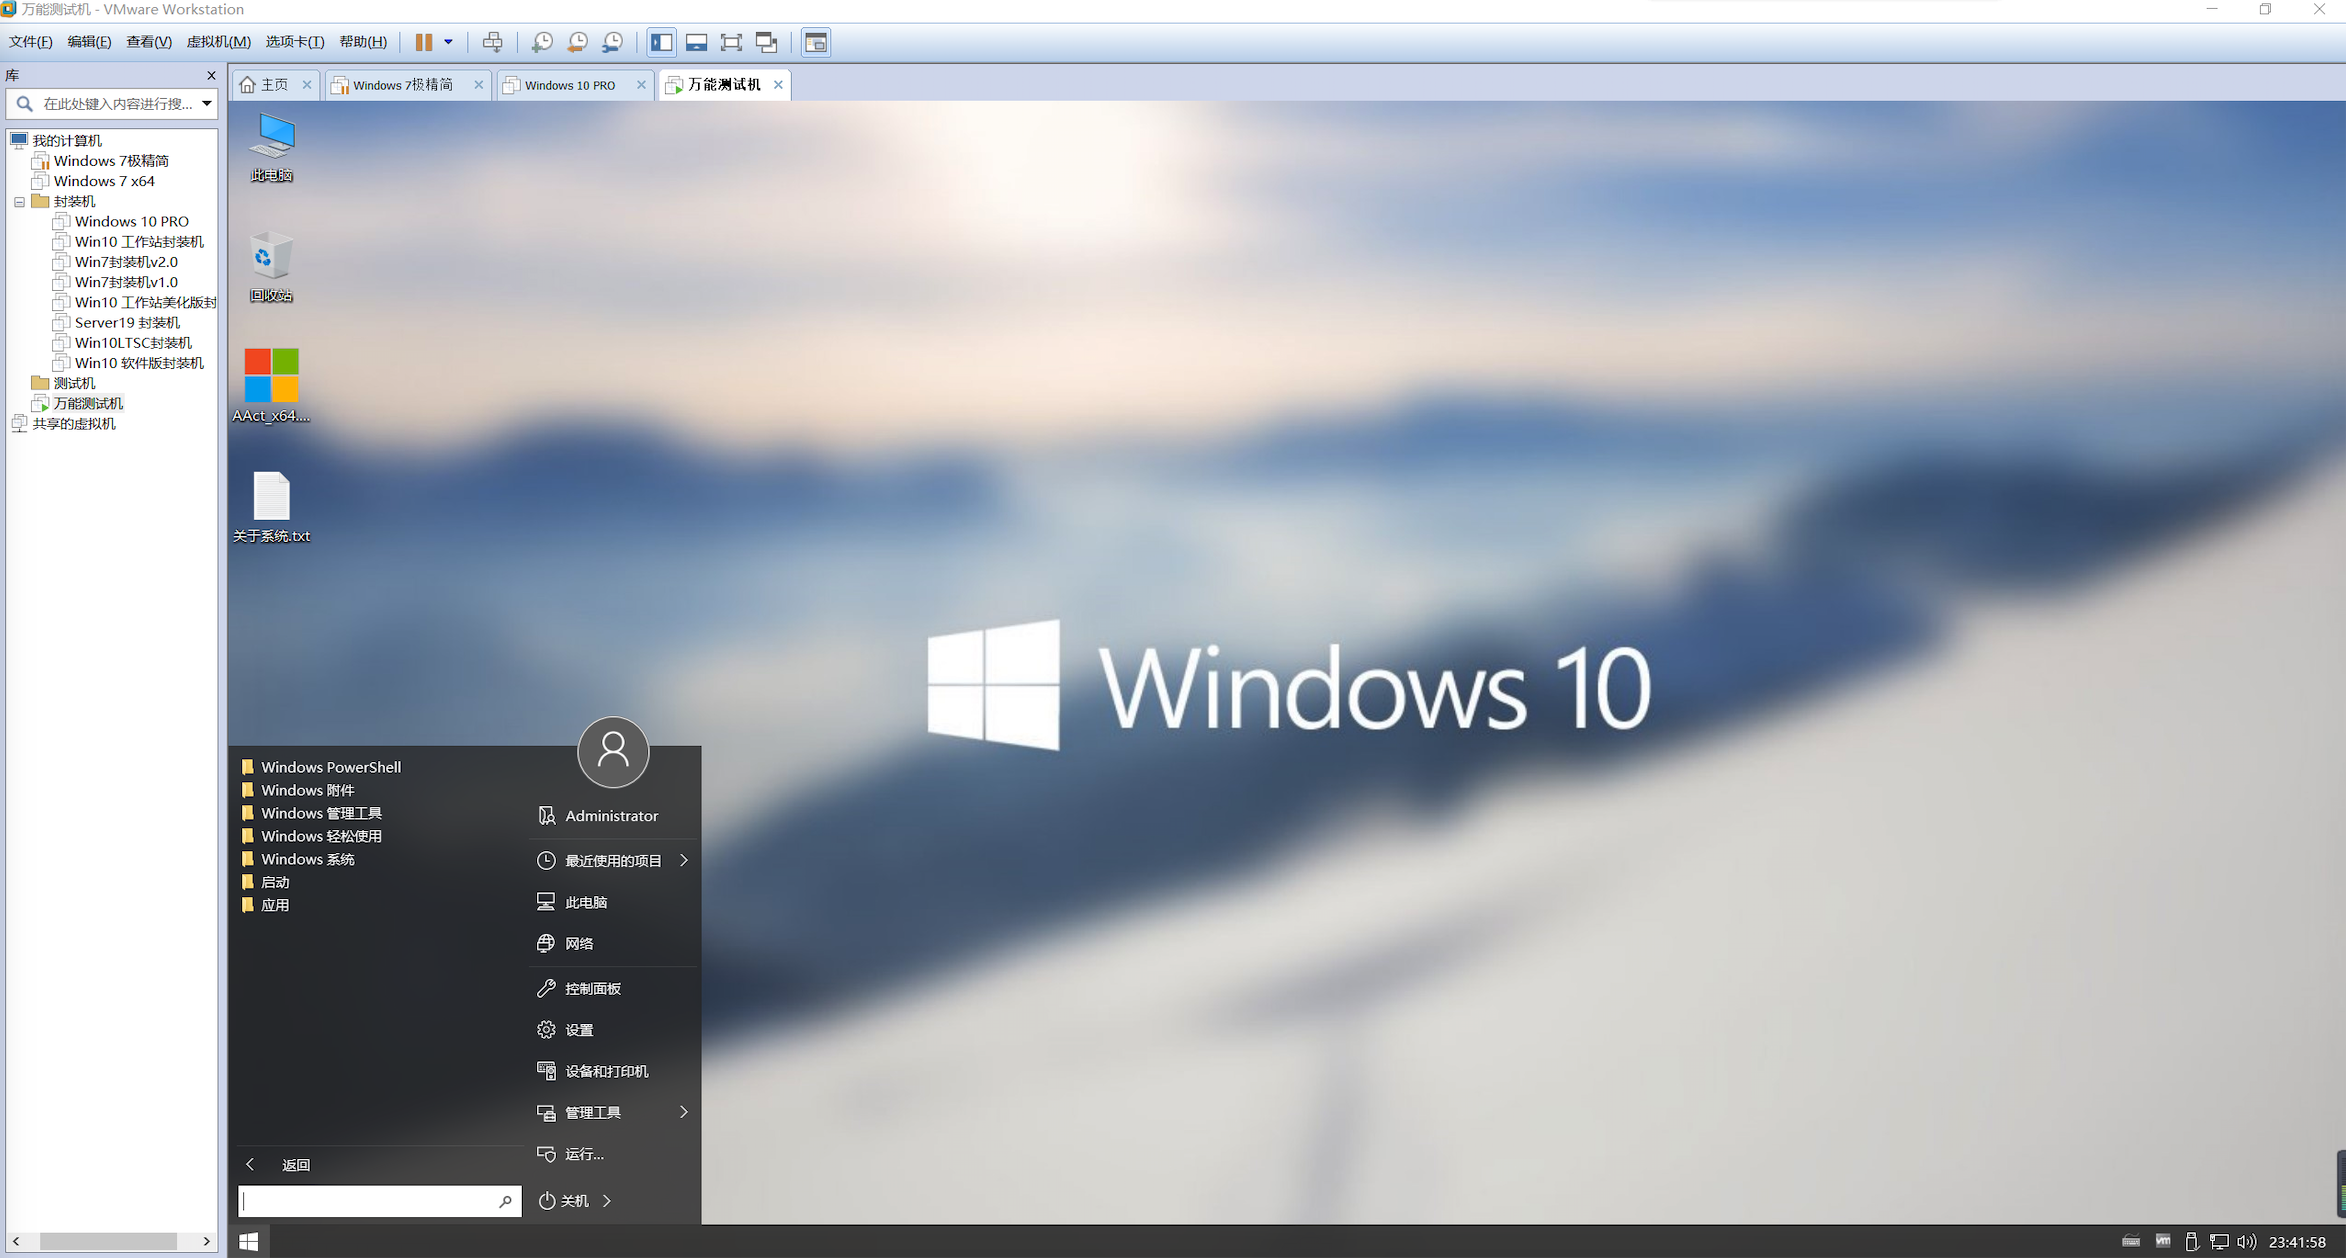 万能测试机 - VMware Workstation
文件(F) 编辑(E) 查看(V) 虚拟机(M) 选项卡(T) 帮助(H)
库
主页 Windows 7极精简 Windows 10 PRO 万能测试机
在此处键入内容进行搜...
我的计算机
Windows 7极精简
Windows 7 x64
封装机
Windows 10 PRO
Win10 工作站封装机
Win7封装机v2.0
Win7封装机v1.0
Win10 工作站美化版封
Server19 封装机
Win10LTSC封装机
Win10 软件版封装机
测试机
万能测试机
共享的虚拟机
此电脑
回收站
AAct_x64....
关于系统.txt
Windows 10
Windows PowerShell
Windows 附件
Windows 管理工具
Windows 轻松使用
Windows 系统
启动
应用
返回
Administrator
最近使用的项目
此电脑
网络
控制面板
设置
设备和打印机
管理工具
运行...
关机
vm
23:41:58